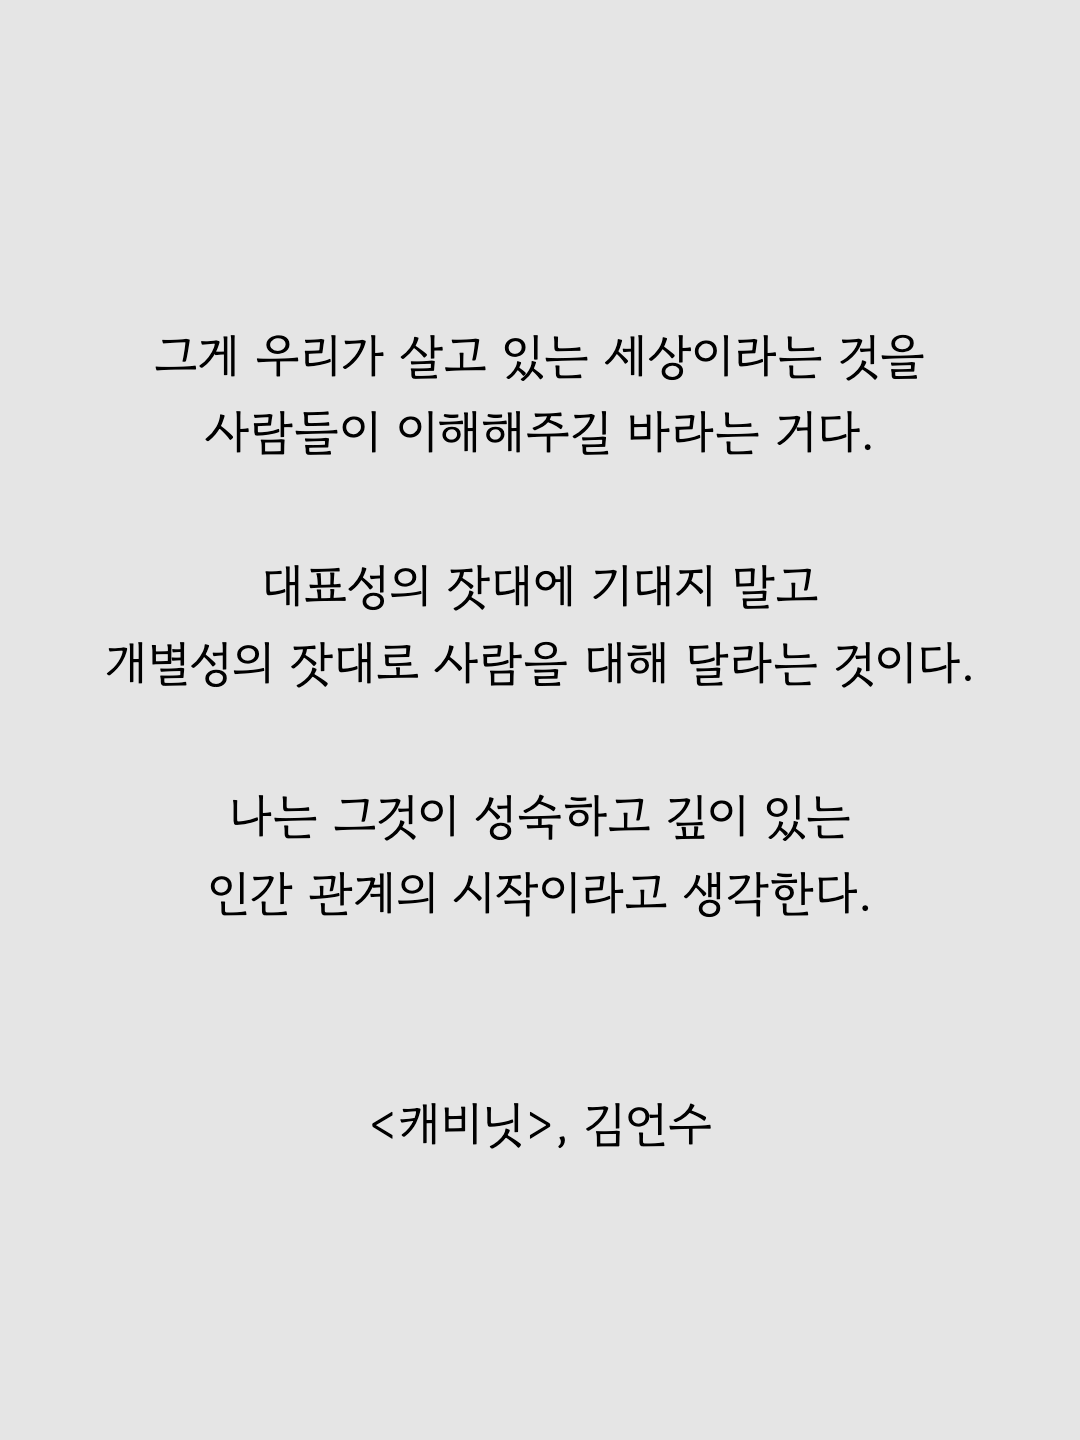 그게 우리가 살고 있는 세상이라는 것을
사람들이 이해해주길 바라는 거다.
대표성의 잣대에 기대지 말고
개별성의 잣대로 사람을 대해 달라는 것이다.
나는 그것이 성숙하고 깊이 있는
인간 관계의 시작이라고 생각한다.
<캐비닛>, 김언수